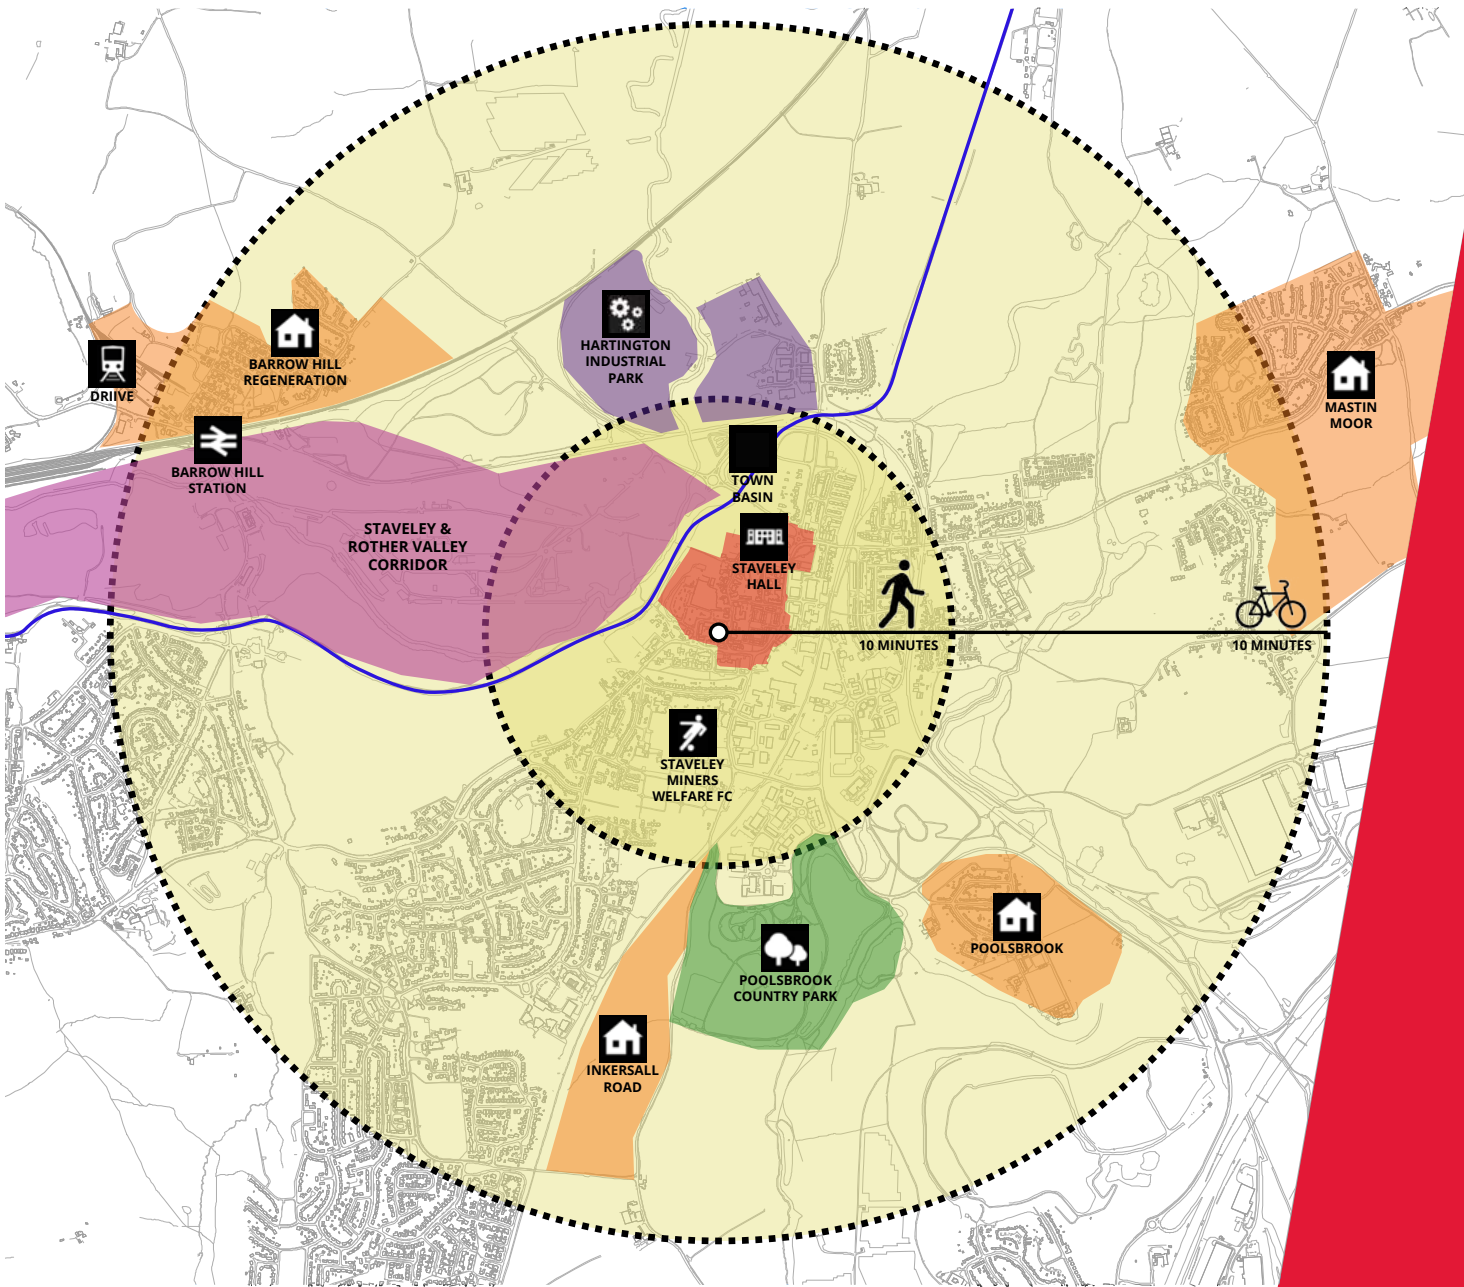 HARTINGTON
INDUSTRIAL
PARK
BARROW HILL
REGENERATION
DRIIVE
MASTIN
MOOR
BARROW HILL
STATION
TOWN
BASIN
STAVELEY &
ROTHER VALLEY
CORRIDOR
STAVELEY
HALL
10 MINUTES
10 MINUTES
STAVELEY
MINERS
WELFARE FC
POOLSBROOK
POOLSBROOK
COUNTRY PARK
INKERSALL
ROAD